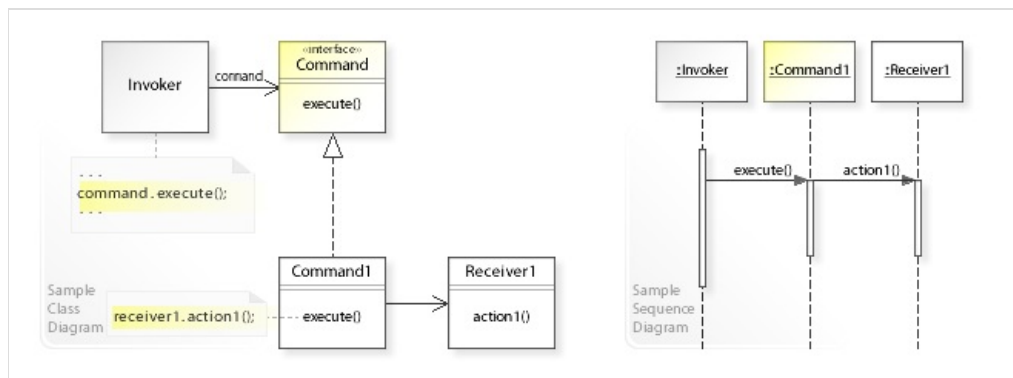 Invoker
command
«interface»
Command
execute()
. . .
command.execute();
. . .
Command1
execute()
Receiver1
action1()
receiver1.action1();
Sample
Class
Diagram
:Invoker
:Command1
:Receiver1
execute()
action1()
Sample
Sequence
Diagram